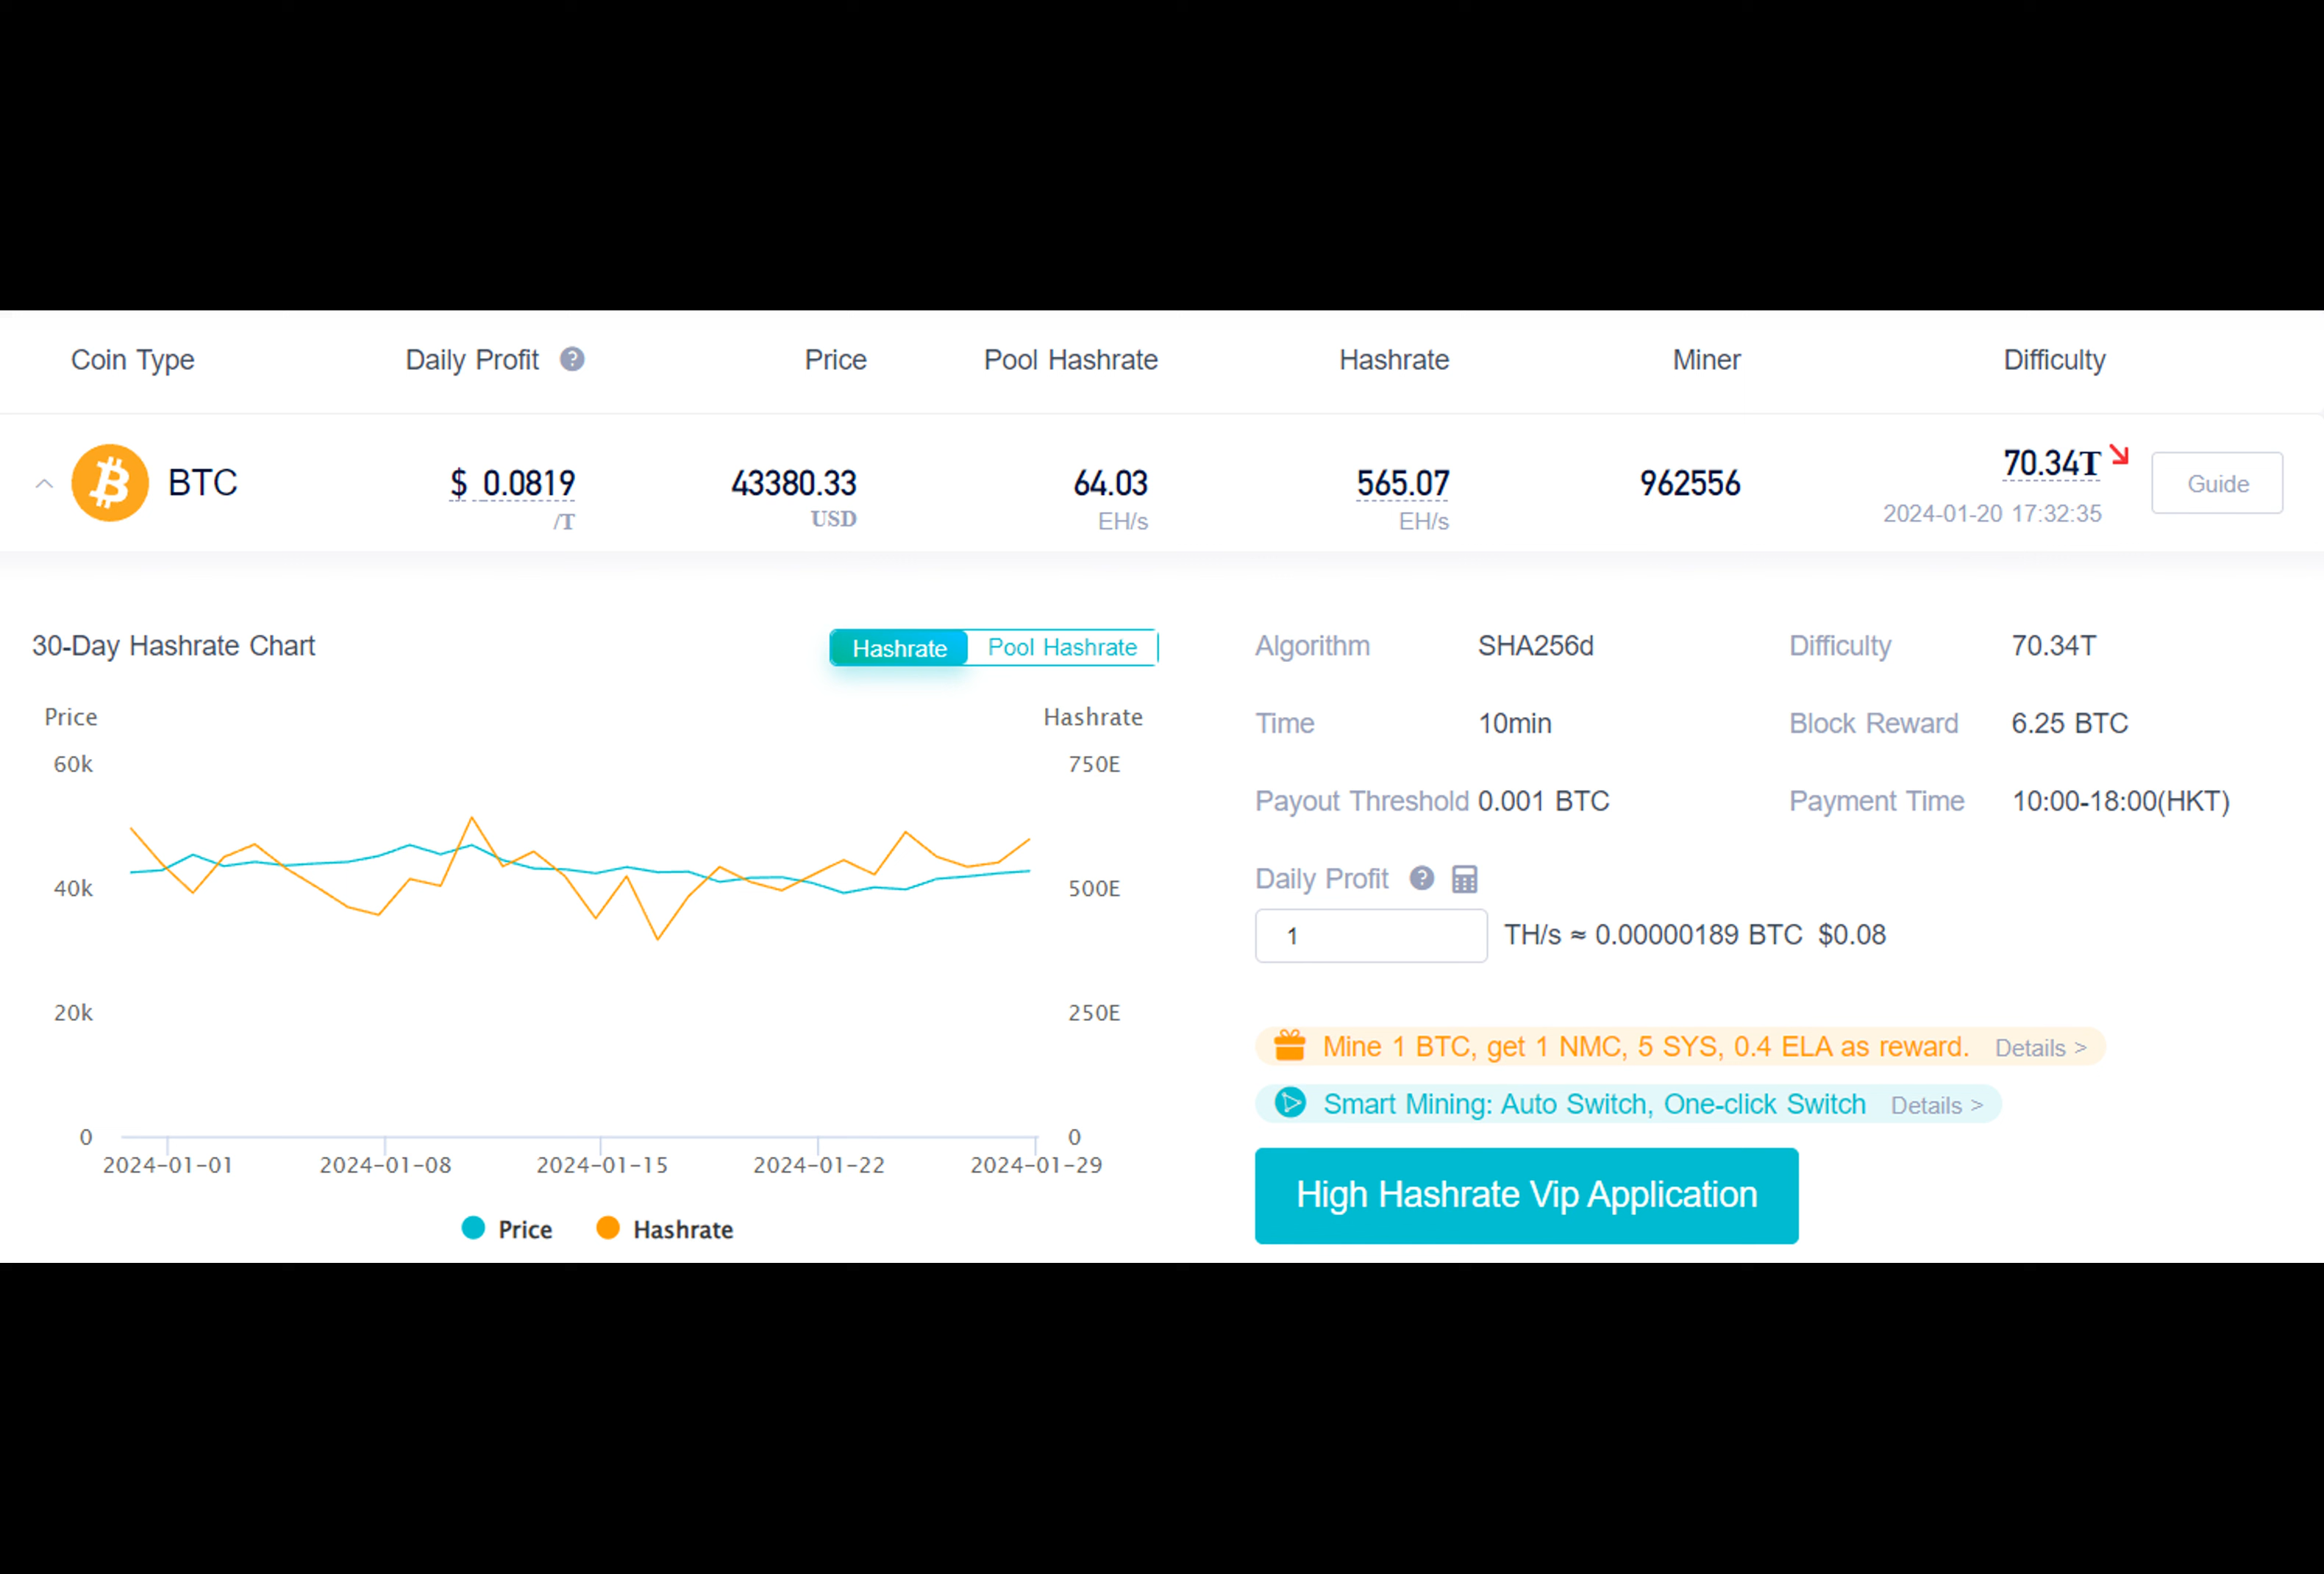 Coin Type Daily Profit ? Price Pool Hashrate Hashrate Miner Difficulty
BTC $ 0.0819 43380.33 64.03 565.07 962556 70.34T Guide
/T USD EH/s EH/s 2024-01-20 17:32:35
30-Day Hashrate Chart Hashrate Pool Hashrate
Price Hashrate
60k 750E
40k 500E
20k 250E
0 0
2024-01-01 2024-01-08 2024-01-15 2024-01-22 2024-01-29
Price Hashrate
Algorithm SHA256d Difficulty 70.34T
Time 10min Block Reward 6.25 BTC
Payout Threshold 0.001 BTC Payment Time 10:00-18:00(HKT)
Daily Profit ?
1 TH/s ≈ 0.00000189 BTC $0.08
Mine 1 BTC, get 1 NMC, 5 SYS, 0.4 ELA as reward. Details >
Smart Mining: Auto Switch, One-click Switch Details >
High Hashrate Vip Application